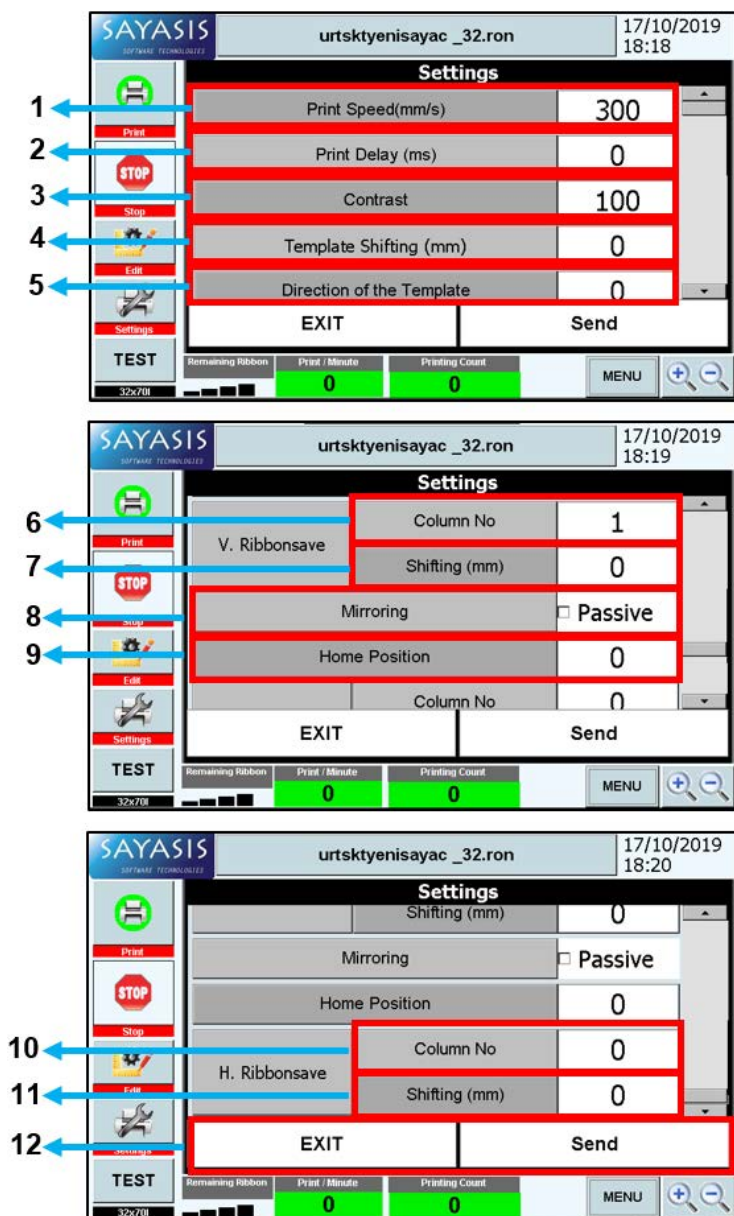 SAYASIS
SOFTWARE TECHNOLOGIES
urtsktyenisayac _32.ron
17/10/2019
18:18
Settings
1
Print Speed(mm/s) 300
Print
2
Print Delay (ms) 0
STOP
3
Contrast 100
Stop
4
Template Shifting (mm) 0
Edit
5
Direction of the Template 0
Settings
EXIT Send
TEST
Remaining Ribbon Print / Minute Printing Count
0 0
MENU
32x70I
SAYASIS
SOFTWARE TECHNOLOGIES
urtsktyenisayac _32.ron
17/10/2019
18:19
Settings
6
V. Ribbonsave Column No 1
Print
7
Shifting (mm) 0
STOP
8
Mirroring Passive
Stop
9
Home Position 0
Edit
Column No 0
Settings
EXIT Send
TEST
Remaining Ribbon Print / Minute Printing Count
0 0
MENU
32x70I
SAYASIS
SOFTWARE TECHNOLOGIES
urtsktyenisayac _32.ron
17/10/2019
18:20
Settings
Shifting (mm) 0
Print
Mirroring Passive
STOP
Home Position 0
Stop
10
H. Ribbonsave Column No 0
Edit
11
Shifting (mm) 0
12
Settings
EXIT Send
TEST
Remaining Ribbon Print / Minute Printing Count
0 0
MENU
32x70I